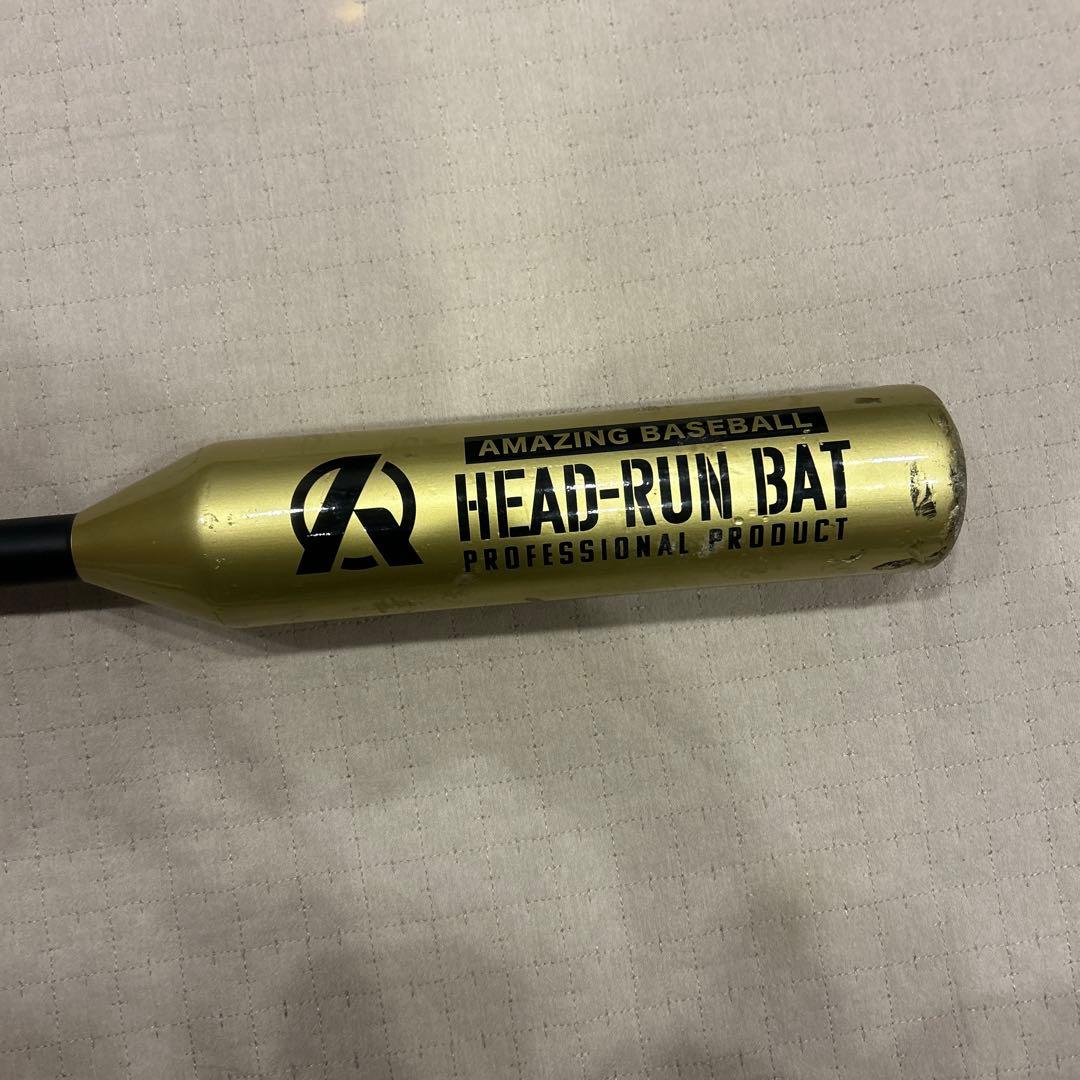 AMAZING BASEBALL
HEAD-RUN BAT
PROFESSIONAL PRODUCT